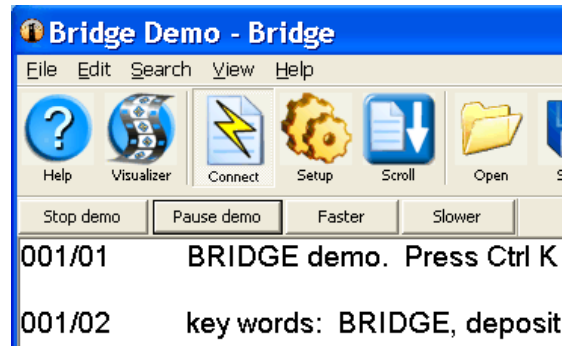 Bridge Demo - Bridge
File Edit Search View Help
Help Visualizer Connect Setup Scroll Open
Stop demo Pause demo Faster Slower
001/01 BRIDGE demo. Press Ctrl K
001/02 key words: BRIDGE, deposit